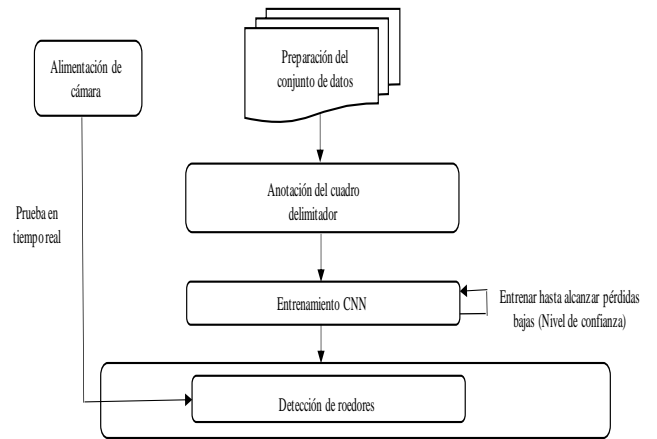 Alimentación de
cámara
Preparación del
conjunto de datos
Anotación del cuadro
delimitador
Prueba en
tiempo real
Entrenamiento CNN
Entrenar hasta alcanzar pérdidas
bajas (Nivel de confianza)
Detección de roedores